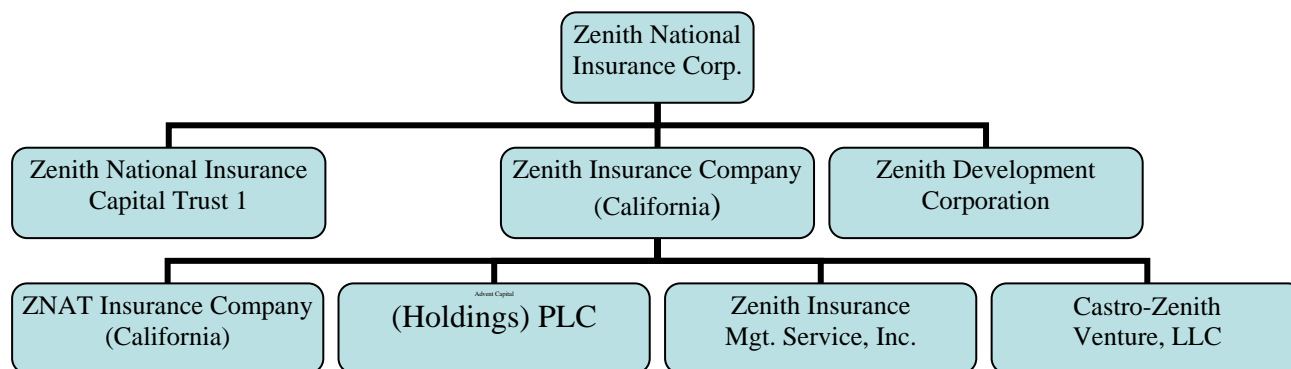 Zenith National
Insurance Corp.
Zenith National Insurance
Capital Trust 1
Zenith Insurance Company
(California)
Zenith Development
Corporation
ZNAT Insurance Company
(California)
Advent Capital
(Holdings) PLC
Zenith Insurance
Mgt. Service, Inc.
Castro-Zenith
Venture, LLC